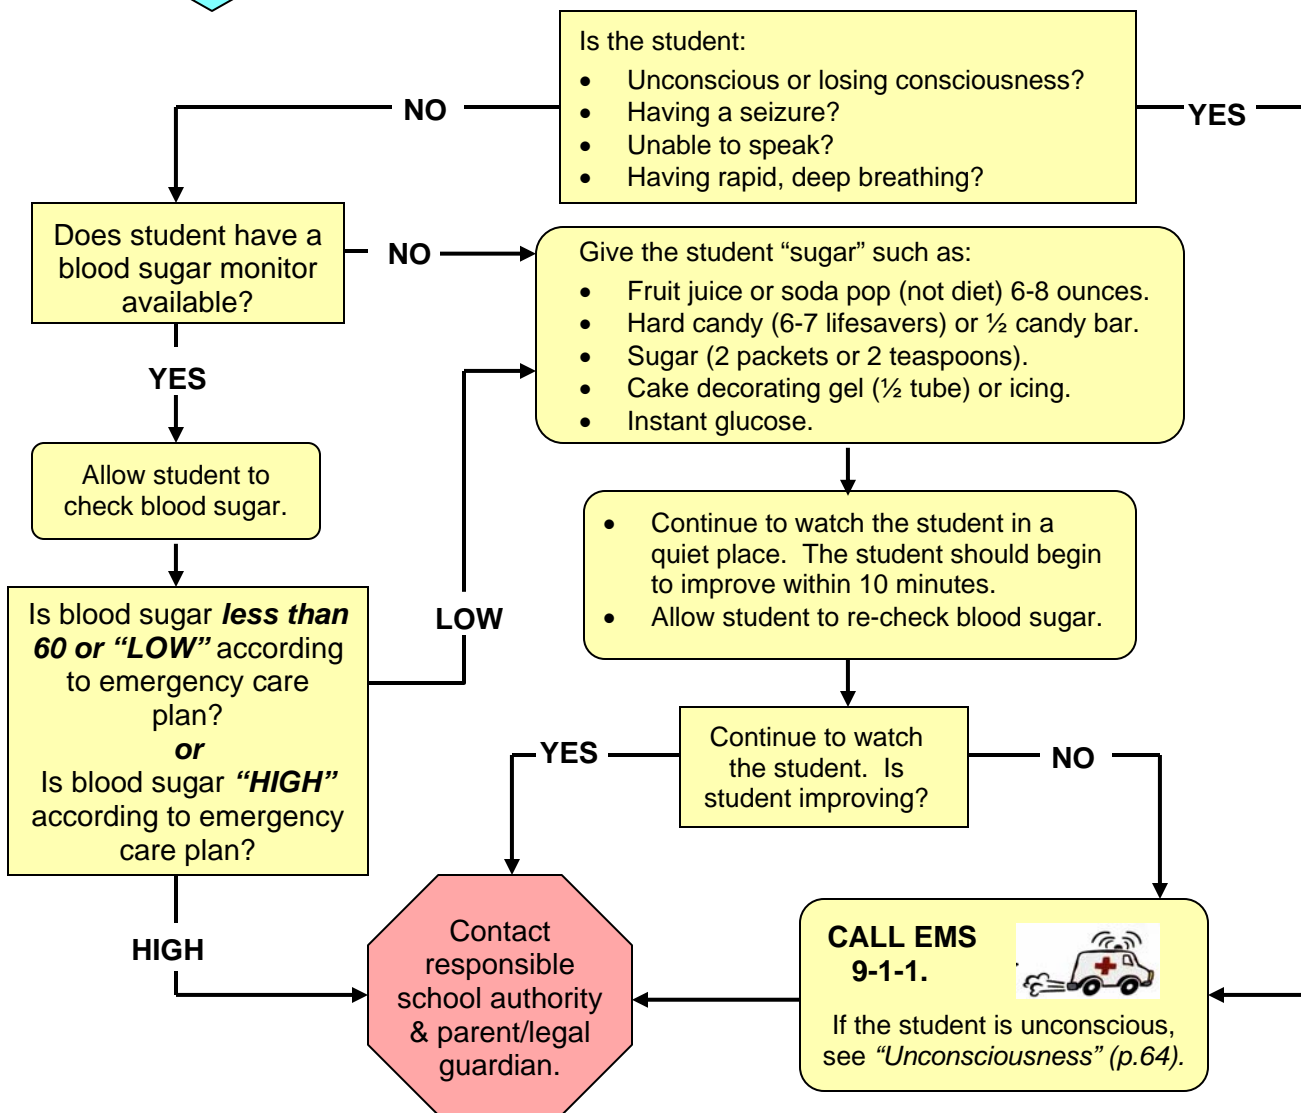 Is the student:
• Unconscious or losing consciousness?
• Having a seizure?
• Unable to speak?
• Having rapid, deep breathing?
NO
YES
Does student have a
blood sugar monitor
available?
NO
YES
Give the student “sugar” such as:
• Fruit juice or soda pop (not diet) 6-8 ounces.
• Hard candy (6-7 lifesavers) or ½ candy bar.
• Sugar (2 packets or 2 teaspoons).
• Cake decorating gel (½ tube) or icing.
• Instant glucose.
Allow student to
check blood sugar.
• Continue to watch the student in a
quiet place.  The student should begin
to improve within 10 minutes.
• Allow student to re-check blood sugar.
Is blood sugar less than
60 or “LOW” according
to emergency care
plan?
or
Is blood sugar “HIGH”
according to emergency
care plan?
LOW
HIGH
Continue to watch
the student.  Is
student improving?
YES
NO
Contact
responsible
school authority
& parent/legal
guardian.
CALL EMS
9-1-1.
If the student is unconscious,
see “Unconsciousness” (p.64).